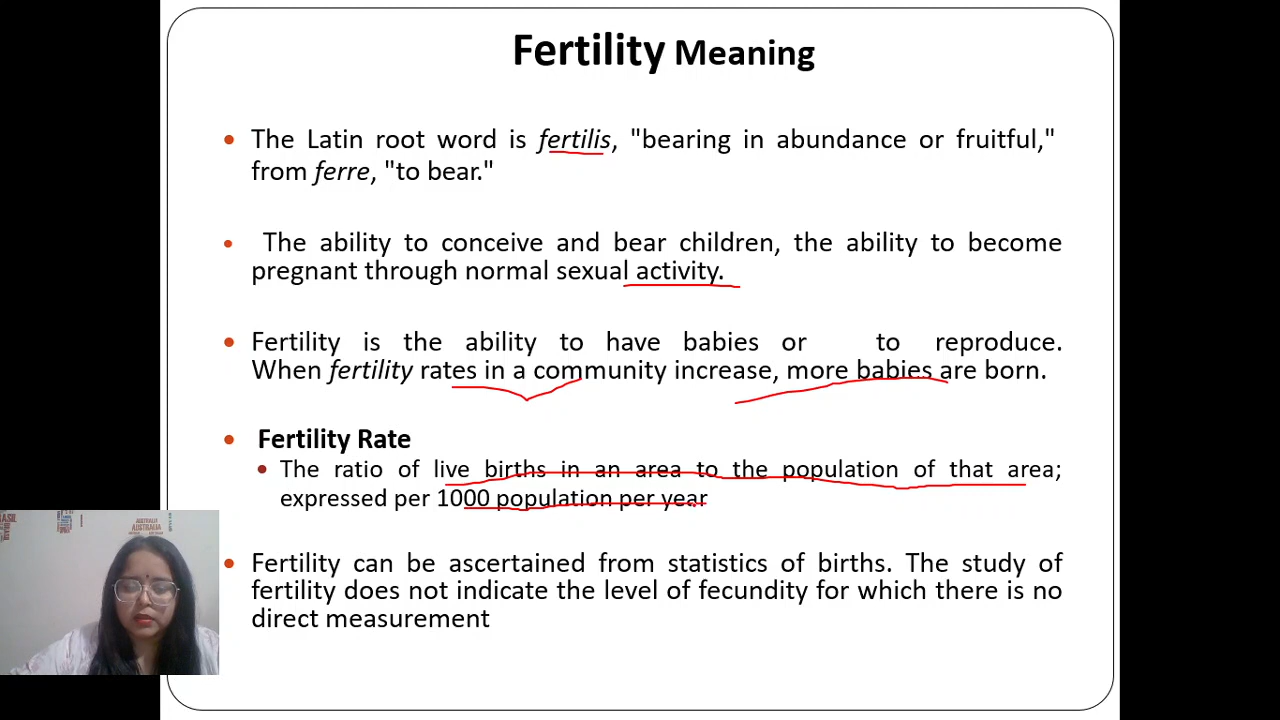 Fertility Meaning
• The Latin root word is fertilis, "bearing in abundance or fruitful,"
from ferre, "to bear."
• The ability to conceive and bear children, the ability to become
pregnant through normal sexual activity.
• Fertility is the ability to have babies or to reproduce.
When fertility rates in a community increase, more babies are born.
• Fertility Rate
• The ratio of live births in an area to the population of that area;
expressed per 1000 population per year
• Fertility can be ascertained from statistics of births. The study of
fertility does not indicate the level of fecundity for which there is no
direct measurement
AUSTRALIA
AUSTRALIA